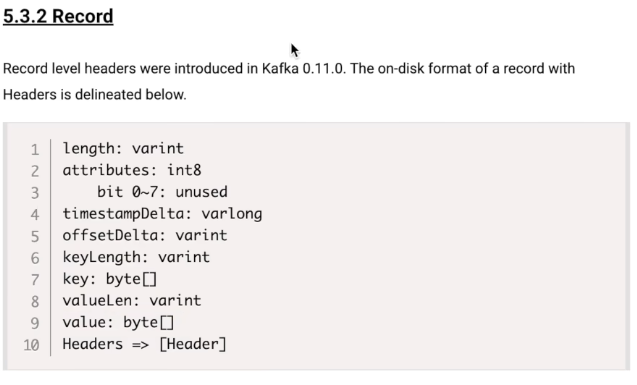 5.3.2 Record
Record level headers were introduced in Kafka 0.11.0. The on-disk format of a record with
Headers is delineated below.
1 length: varint
2 attributes: int8
3 bit 0~7: unused
4 timestampDelta: varlong
5 offsetDelta: varint
6 keyLength: varint
7 key: byte[]
8 valueLen: varint
9 value: byte[]
10 Headers => [Header]